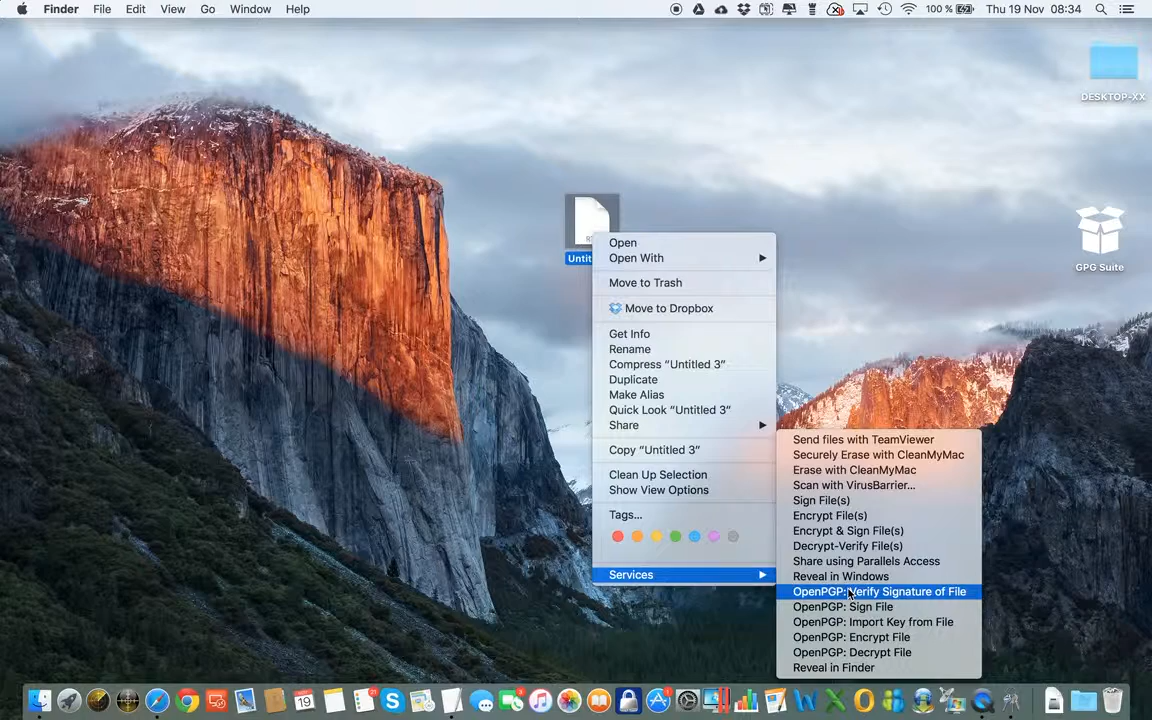 Finder File Edit View Go Window Help 100 % Thu 19 Nov 08:34
DESKTOP-XX
GPG Suite
Open
Open With
Move to Trash
Move to Dropbox
Get Info
Rename
Compress “Untitled 3”
Duplicate
Make Alias
Quick Look “Untitled 3”
Share
Copy “Untitled 3”
Clean Up Selection
Show View Options
Tags...
Services
Send files with TeamViewer
Securely Erase with CleanMyMac
Erase with CleanMyMac
Scan with VirusBarrier...
Sign File(s)
Encrypt File(s)
Encrypt & Sign File(s)
Decrypt-Verify File(s)
Share using Parallels Access
Reveal in Windows
OpenPGP: Verify Signature of File
OpenPGP: Sign File
OpenPGP: Import Key from File
OpenPGP: Encrypt File
OpenPGP: Decrypt File
Reveal in Finder
19